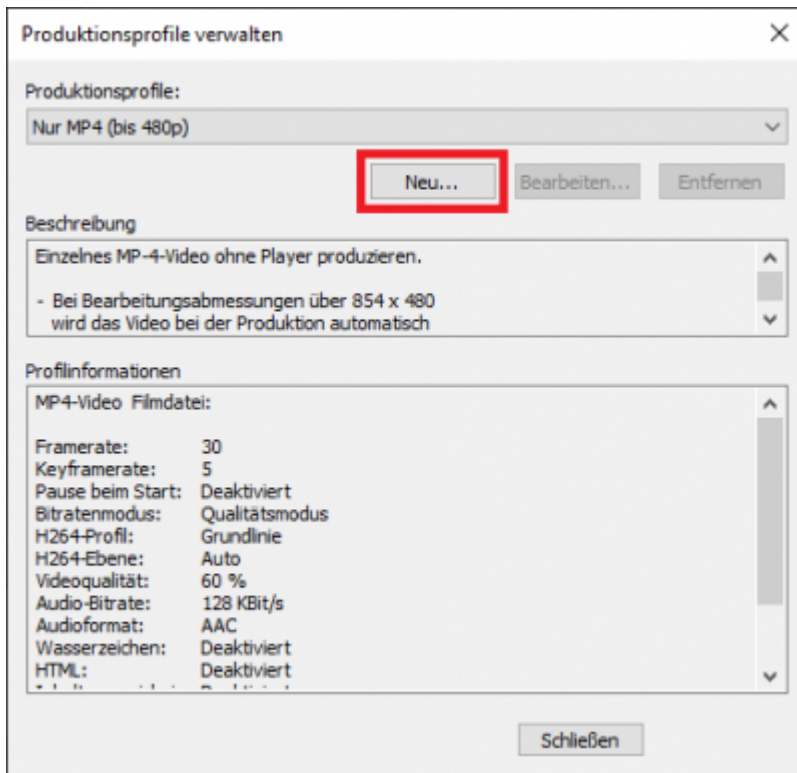 Produktionsprofile verwalten
Produktionsprofile:
Nur MP4 (bis 480p)
Neu... Bearbeiten... Entfernen
Beschreibung
Einzelnes MP-4-Video ohne Player produzieren.
- Bei Bearbeitungsabmessungen über 854 x 480
wird das Video bei der Produktion automatisch
Profilinformationen
MP4-Video Filmdatei:
Framerate: 30
Keyframerate: 5
Pause beim Start: Deaktiviert
Bitratenmodus: Qualitätsmodus
H264-Profil: Grundlinie
H264-Ebene: Auto
Videoqualität: 60 %
Audio-Bitrate: 128 KBit/s
Audioformat: AAC
Wasserzeichen: Deaktiviert
HTML: Deaktiviert
Schließen